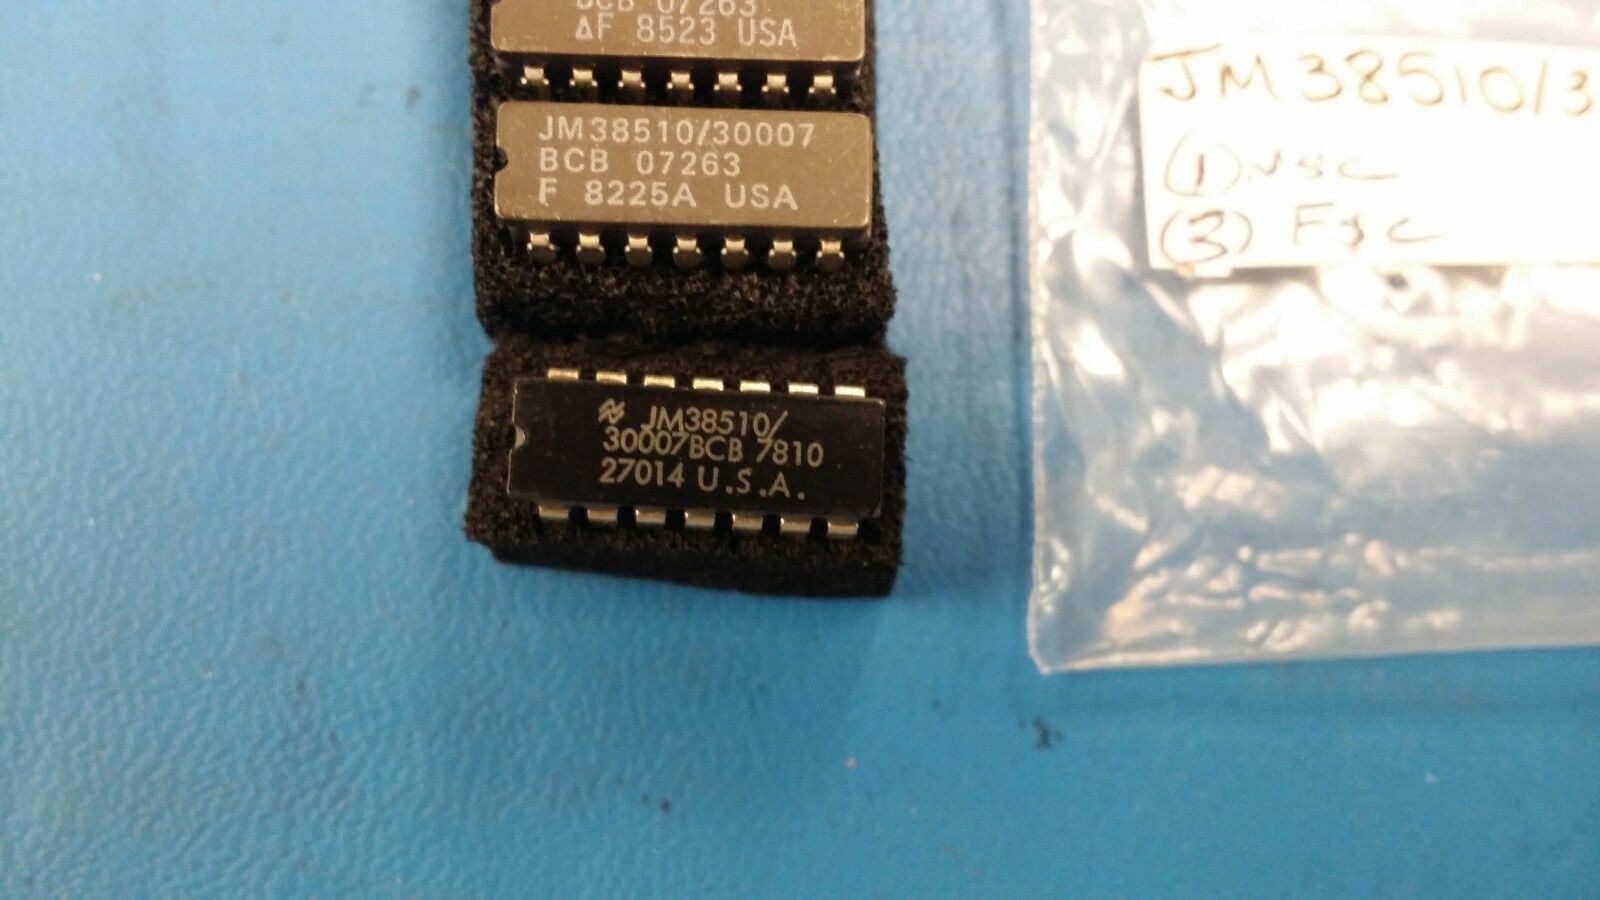 BCB 07263
ΔF 8523 USA
JM38510/30007
BCB 07263
F 8225A USA
JM38510/
30007BCB 7810
27014 U.S.A.
JM38510/3
(1) NSC
(3) FSC